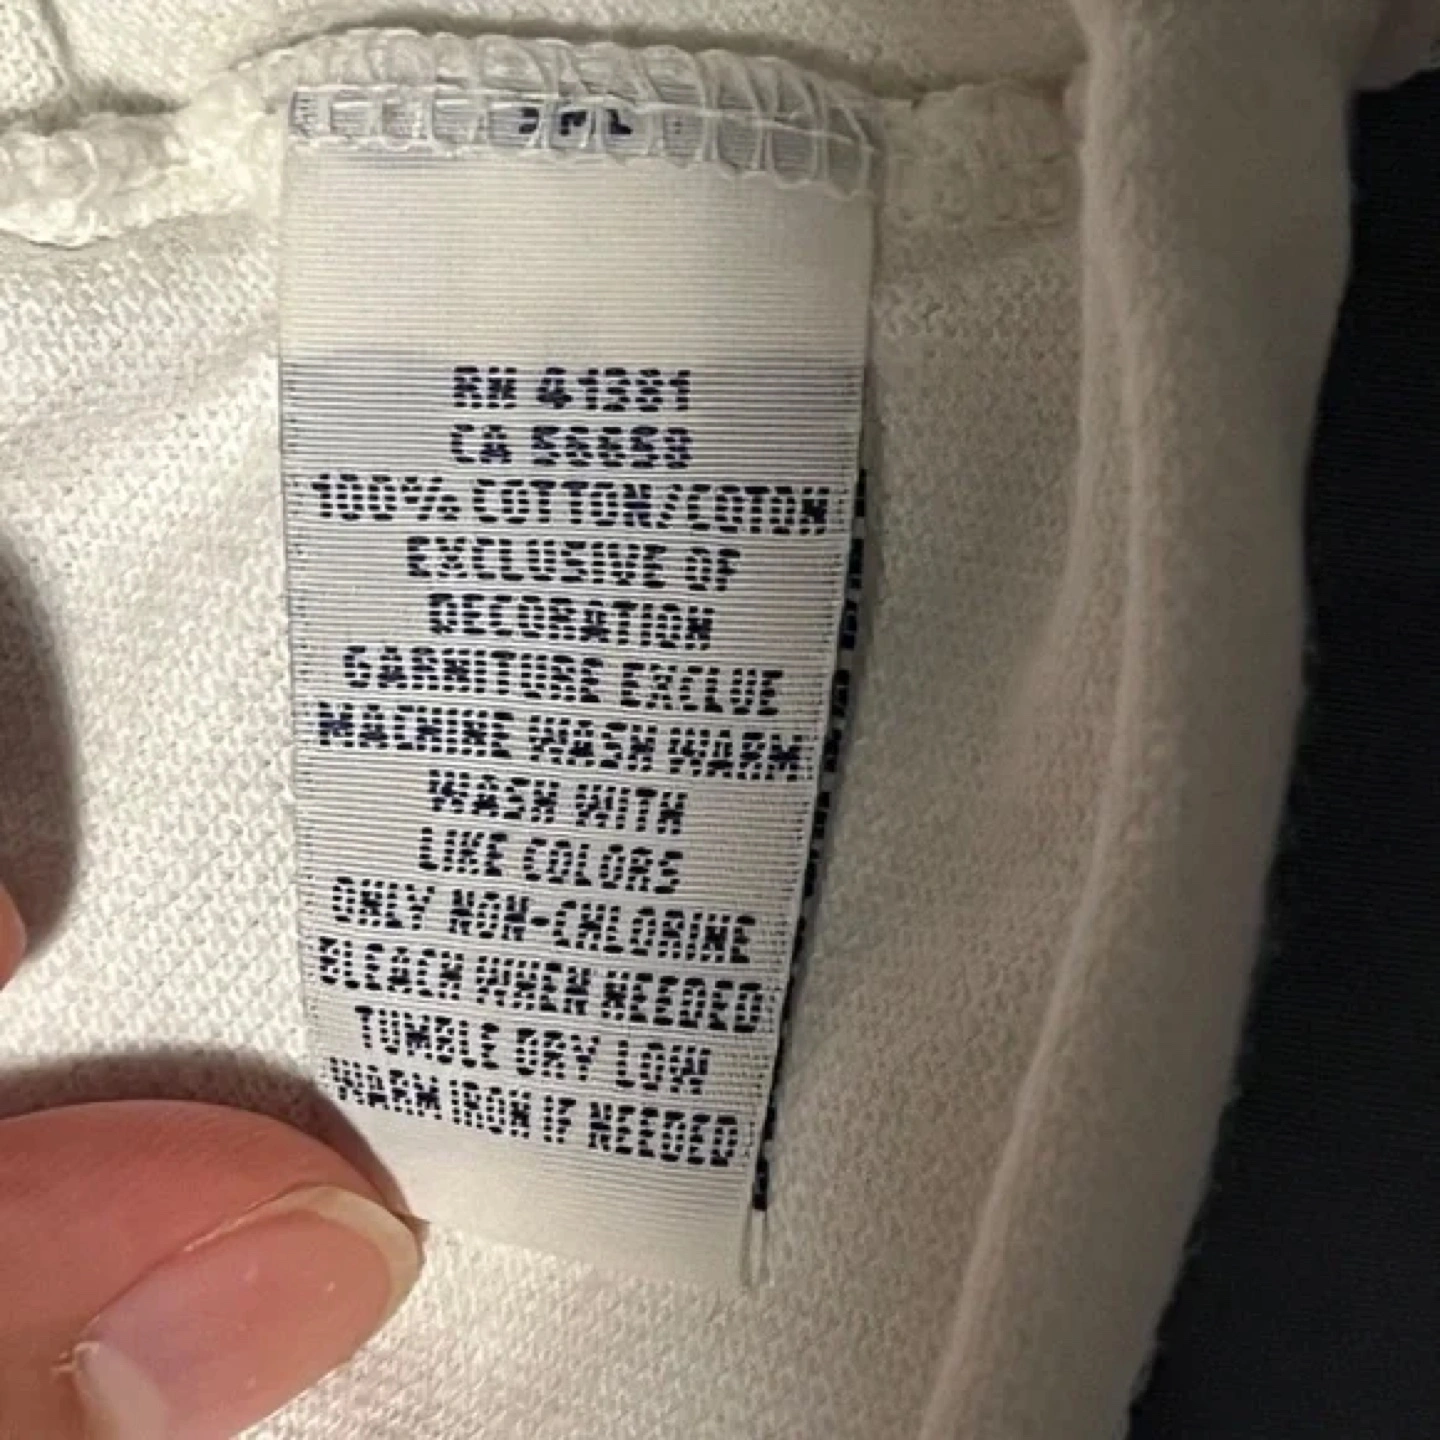 RN 41381
CA 56650
100% COTTON/COTON
EXCLUSIVE OF
DECORATION
GARNITURE EXCLUE
MACHINE WASH WARM
WASH WITH
LIKE COLORS
ONLY NON-CHLORINE
BLEACH WHEN NEEDED
TUMBLE DRY LOW
WARM IRON IF NEEDED